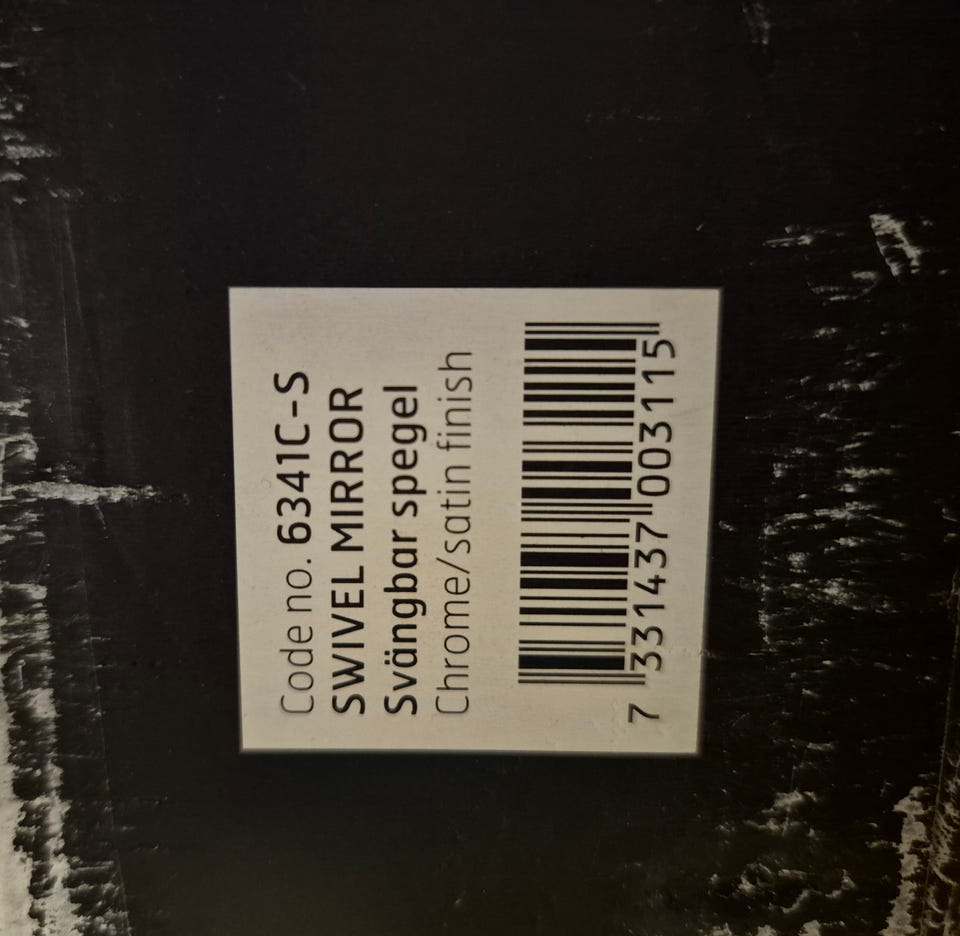 Code no. 6341C-S
SWIVEL MIRROR
Svängbar spegel
Chrome/satin finish
7 331437 003115